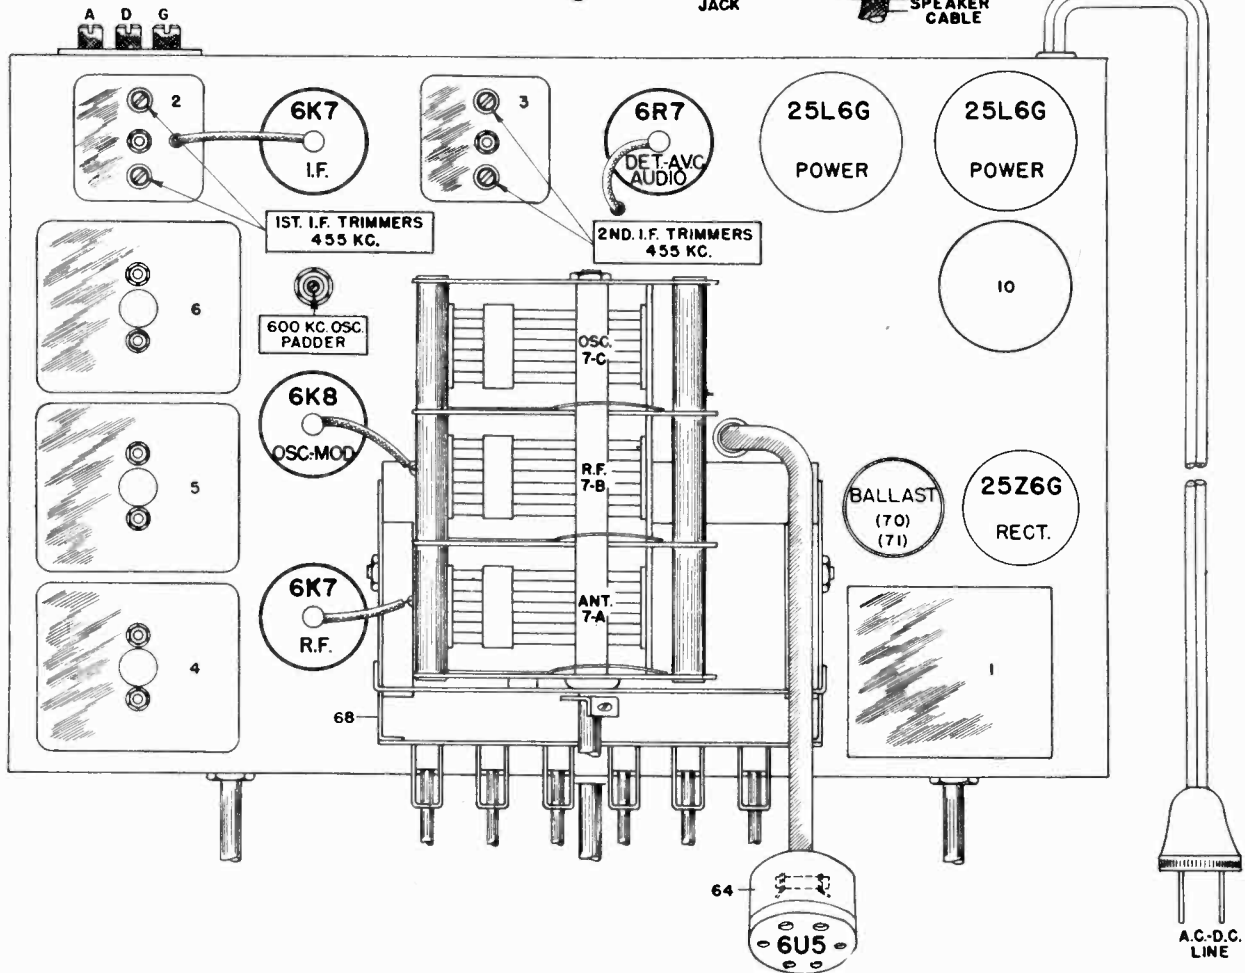 JACK
SPEAKER
CABLE
A D G
2
6K7
I.F.
3
6R7
DET.-AVC
AUDIO
25L6G
POWER
25L6G
POWER
1ST. I.F. TRIMMERS
455 KC.
2ND. I.F. TRIMMERS
455 KC.
6
600 KC. OSC.
PADDER
OSC.
7-C
10
6K8
OSC.-MOD
5
R.F.
7-B
BALLAST
(70)
(71)
25Z6G
RECT.
6K7
R.F.
4
ANT.
7-A
1
68
64
6U5
A.C.-D.C.
LINE